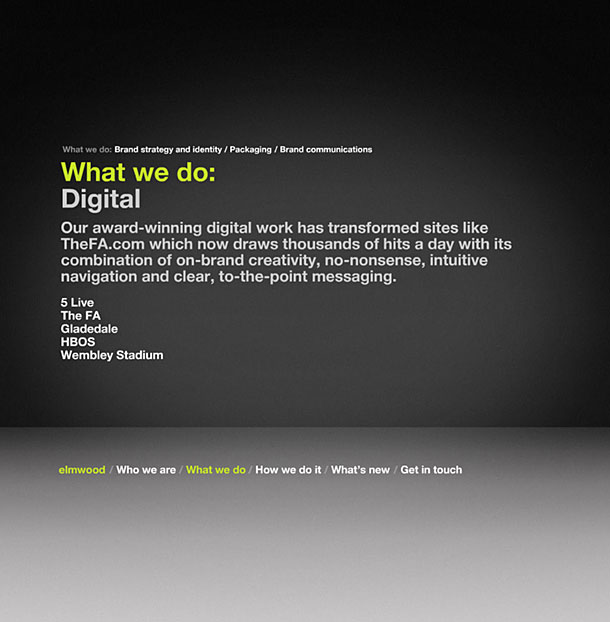 What we do: Brand strategy and identity / Packaging / Brand communications
What we do:
Digital
Our award-winning digital work has transformed sites like
TheFA.com which now draws thousands of hits a day with its
combination of on-brand creativity, no-nonsense, intuitive
navigation and clear, to-the-point messaging.
5 Live
The FA
Gladedale
HBOS
Wembley Stadium
elmwood / Who we are / What we do / How we do it / What's new / Get in touch